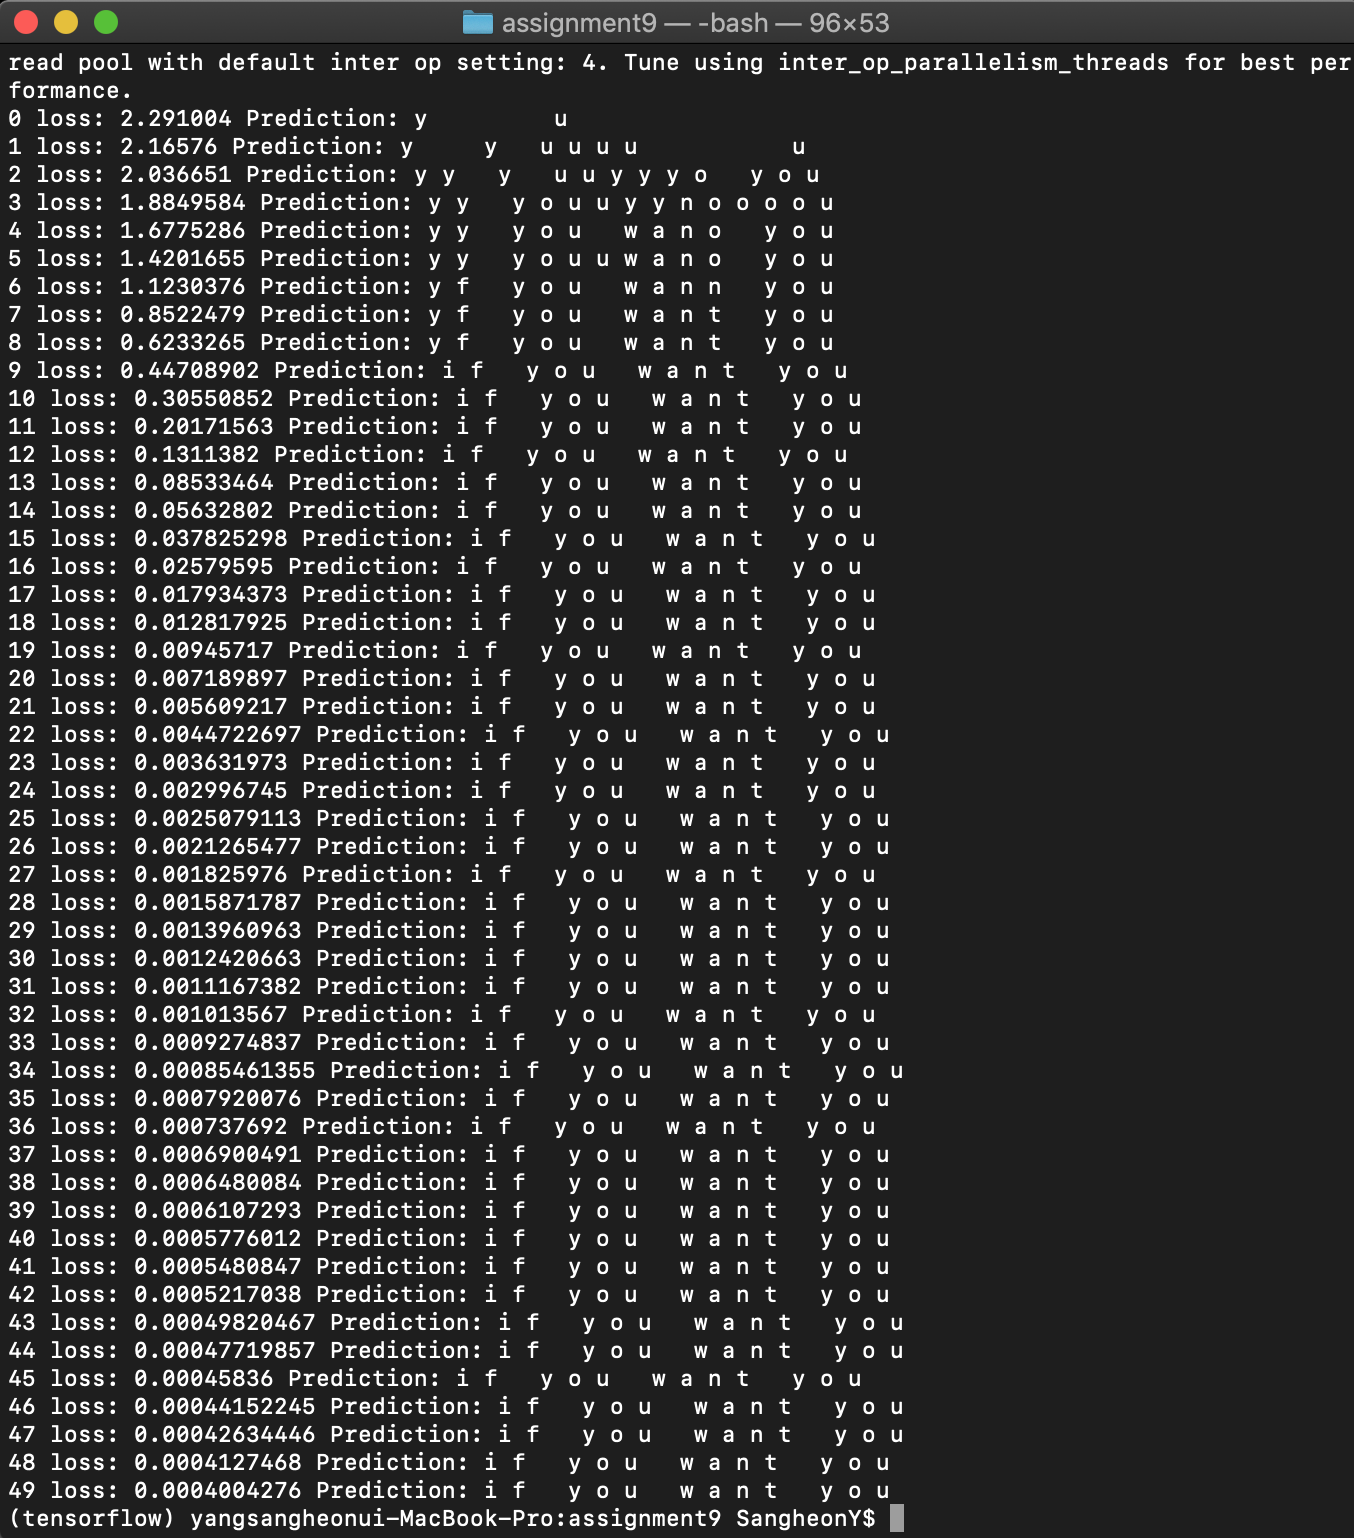 assignment9 — -bash — 96×53
read pool with default inter op setting: 4. Tune using inter_op_parallelism_threads for best per
formance.
0 loss: 2.291004 Prediction: y         u
1 loss: 2.16576 Prediction: y     y   u u u u           u
2 loss: 2.036651 Prediction: y y   y   u u y y y o   y o u
3 loss: 1.8849584 Prediction: y y   y o u u y y n o o o o u
4 loss: 1.6775286 Prediction: y y   y o u   w a n o   y o u
5 loss: 1.4201655 Prediction: y y   y o u u w a n o   y o u
6 loss: 1.1230376 Prediction: y f   y o u   w a n n   y o u
7 loss: 0.8522479 Prediction: y f   y o u   w a n t   y o u
8 loss: 0.6233265 Prediction: y f   y o u   w a n t   y o u
9 loss: 0.44708902 Prediction: i f   y o u   w a n t   y o u
10 loss: 0.30550852 Prediction: i f   y o u   w a n t   y o u
11 loss: 0.20171563 Prediction: i f   y o u   w a n t   y o u
12 loss: 0.1311382 Prediction: i f   y o u   w a n t   y o u
13 loss: 0.08533464 Prediction: i f   y o u   w a n t   y o u
14 loss: 0.05632802 Prediction: i f   y o u   w a n t   y o u
15 loss: 0.037825298 Prediction: i f   y o u   w a n t   y o u
16 loss: 0.02579595 Prediction: i f   y o u   w a n t   y o u
17 loss: 0.017934373 Prediction: i f   y o u   w a n t   y o u
18 loss: 0.012817925 Prediction: i f   y o u   w a n t   y o u
19 loss: 0.00945717 Prediction: i f   y o u   w a n t   y o u
20 loss: 0.007189897 Prediction: i f   y o u   w a n t   y o u
21 loss: 0.005609217 Prediction: i f   y o u   w a n t   y o u
22 loss: 0.0044722697 Prediction: i f   y o u   w a n t   y o u
23 loss: 0.003631973 Prediction: i f   y o u   w a n t   y o u
24 loss: 0.002996745 Prediction: i f   y o u   w a n t   y o u
25 loss: 0.0025079113 Prediction: i f   y o u   w a n t   y o u
26 loss: 0.0021265477 Prediction: i f   y o u   w a n t   y o u
27 loss: 0.001825976 Prediction: i f   y o u   w a n t   y o u
28 loss: 0.0015871787 Prediction: i f   y o u   w a n t   y o u
29 loss: 0.0013960963 Prediction: i f   y o u   w a n t   y o u
30 loss: 0.0012420663 Prediction: i f   y o u   w a n t   y o u
31 loss: 0.0011167382 Prediction: i f   y o u   w a n t   y o u
32 loss: 0.001013567 Prediction: i f   y o u   w a n t   y o u
33 loss: 0.0009274837 Prediction: i f   y o u   w a n t   y o u
34 loss: 0.00085461355 Prediction: i f   y o u   w a n t   y o u
35 loss: 0.0007920076 Prediction: i f   y o u   w a n t   y o u
36 loss: 0.000737692 Prediction: i f   y o u   w a n t   y o u
37 loss: 0.0006900491 Prediction: i f   y o u   w a n t   y o u
38 loss: 0.0006480084 Prediction: i f   y o u   w a n t   y o u
39 loss: 0.0006107293 Prediction: i f   y o u   w a n t   y o u
40 loss: 0.0005776012 Prediction: i f   y o u   w a n t   y o u
41 loss: 0.0005480847 Prediction: i f   y o u   w a n t   y o u
42 loss: 0.0005217038 Prediction: i f   y o u   w a n t   y o u
43 loss: 0.00049820467 Prediction: i f   y o u   w a n t   y o u
44 loss: 0.00047719857 Prediction: i f   y o u   w a n t   y o u
45 loss: 0.00045836 Prediction: i f   y o u   w a n t   y o u
46 loss: 0.00044152245 Prediction: i f   y o u   w a n t   y o u
47 loss: 0.00042634446 Prediction: i f   y o u   w a n t   y o u
48 loss: 0.0004127468 Prediction: i f   y o u   w a n t   y o u
49 loss: 0.0004004276 Prediction: i f   y o u   w a n t   y o u
(tensorflow) yangsangheonui-MacBook-Pro:assignment9 SangheonY$